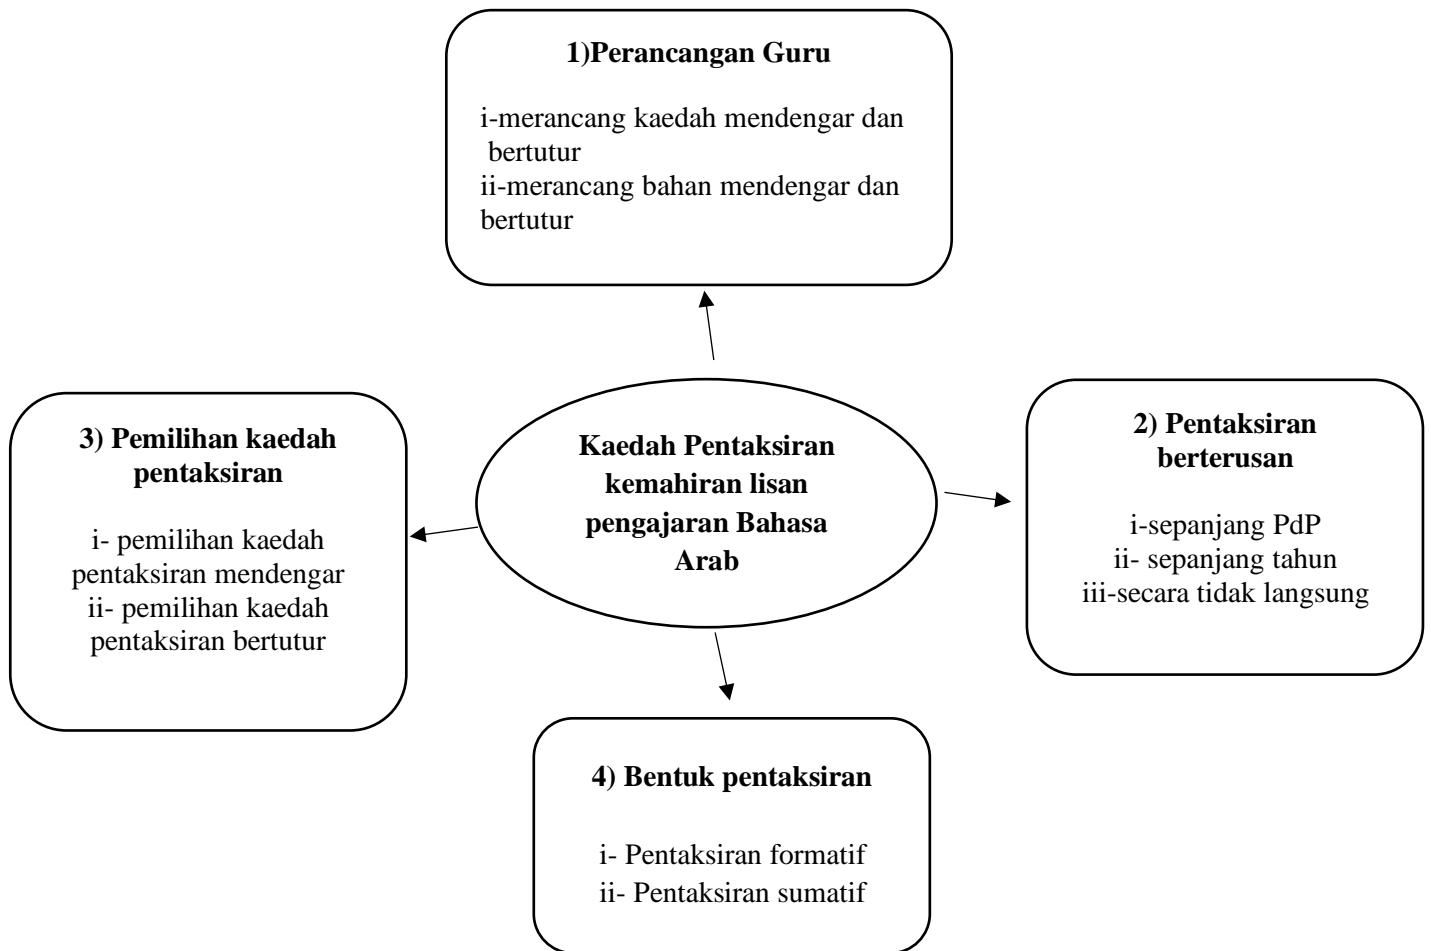 1)Perancangan Guru
i-merancang kaedah mendengar dan
bertutur
ii-merancang bahan mendengar dan
bertutur
Kaedah Pentaksiran
kemahiran lisan
pengajaran Bahasa
Arab
2) Pentaksiran
berterusan
i-sepanjang PdP
ii- sepanjang tahun
iii-secara tidak langsung
3) Pemilihan kaedah
pentaksiran
i- pemilihan kaedah
pentaksiran mendengar
ii- pemilihan kaedah
pentaksiran bertutur
4) Bentuk pentaksiran
i- Pentaksiran formatif
ii- Pentaksiran sumatif